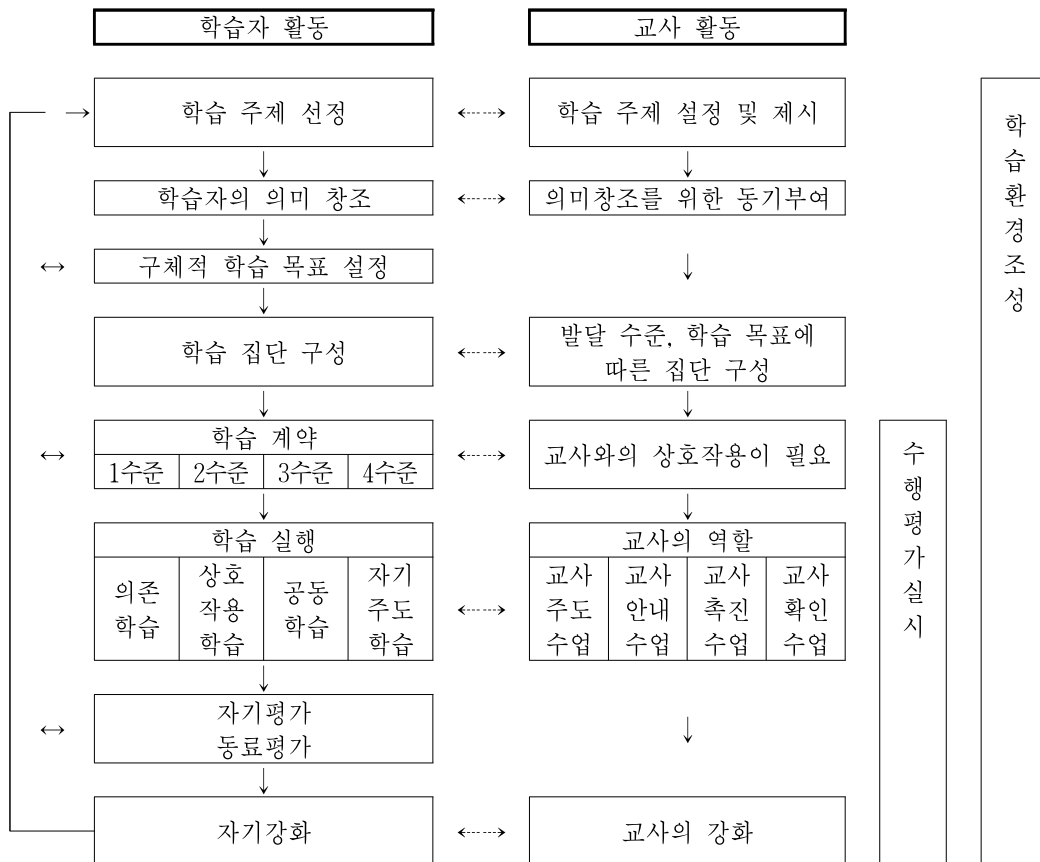 학습자 활동
교사 활동
학습 주제 선정
학습 주제 설정 및 제시
학습자의 의미 창조
의미창조를 위한 동기부여
구체적 학습 목표 설정
학습 집단 구성
발달 수준, 학습 목표에
따른 집단 구성
학습 계약
1수준 2수준 3수준 4수준
교사와의 상호작용이 필요
학습 실행
의존
학습
상호
작용
학습
공동
학습
자기
주도
학습
교사의 역할
교사
주도
수업
교사
안내
수업
교사
촉진
수업
교사
확인
수업
자기평가
동료평가
자기강화
교사의 강화
수행평가실시
학습환경조성